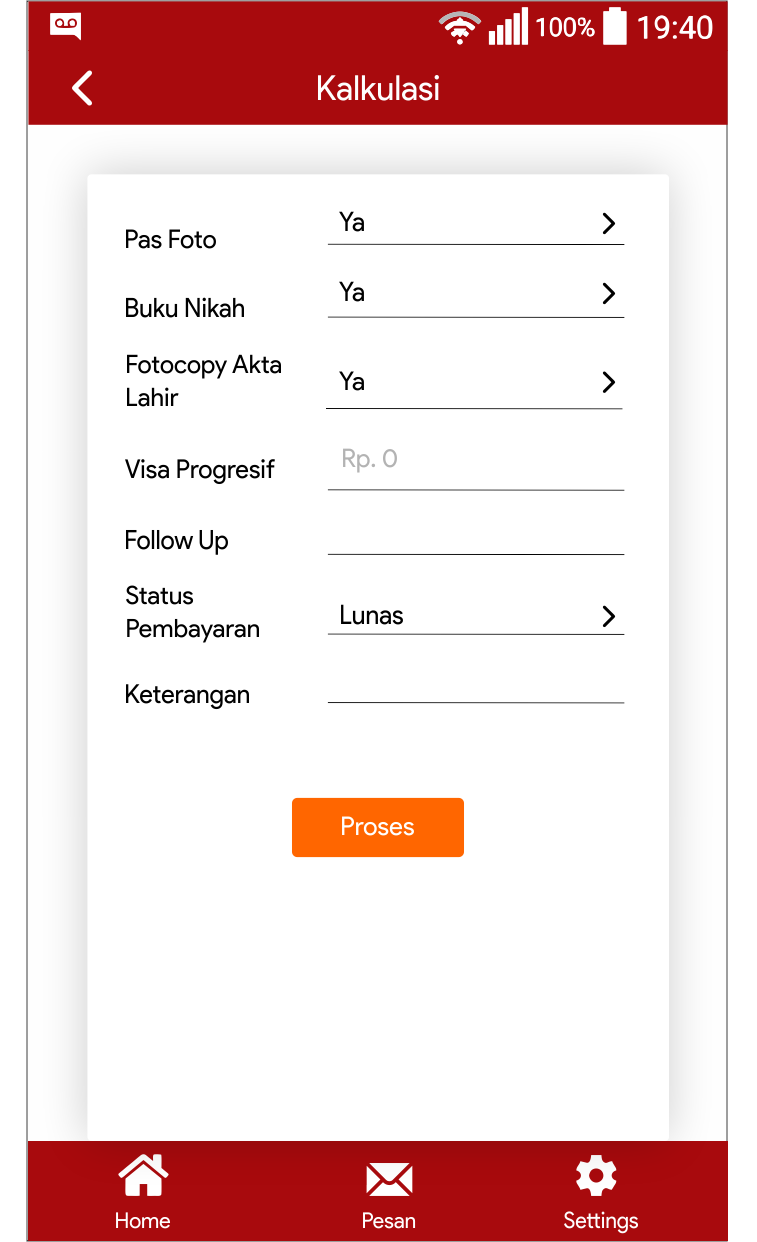 100% 19:40
Kalkulasi
Pas Foto
Ya
Buku Nikah
Ya
Fotocopy Akta
Lahir
Ya
Visa Progresif
Rp. 0
Follow Up
Status
Pembayaran
Lunas
Keterangan
Proses
Home
Pesan
Settings